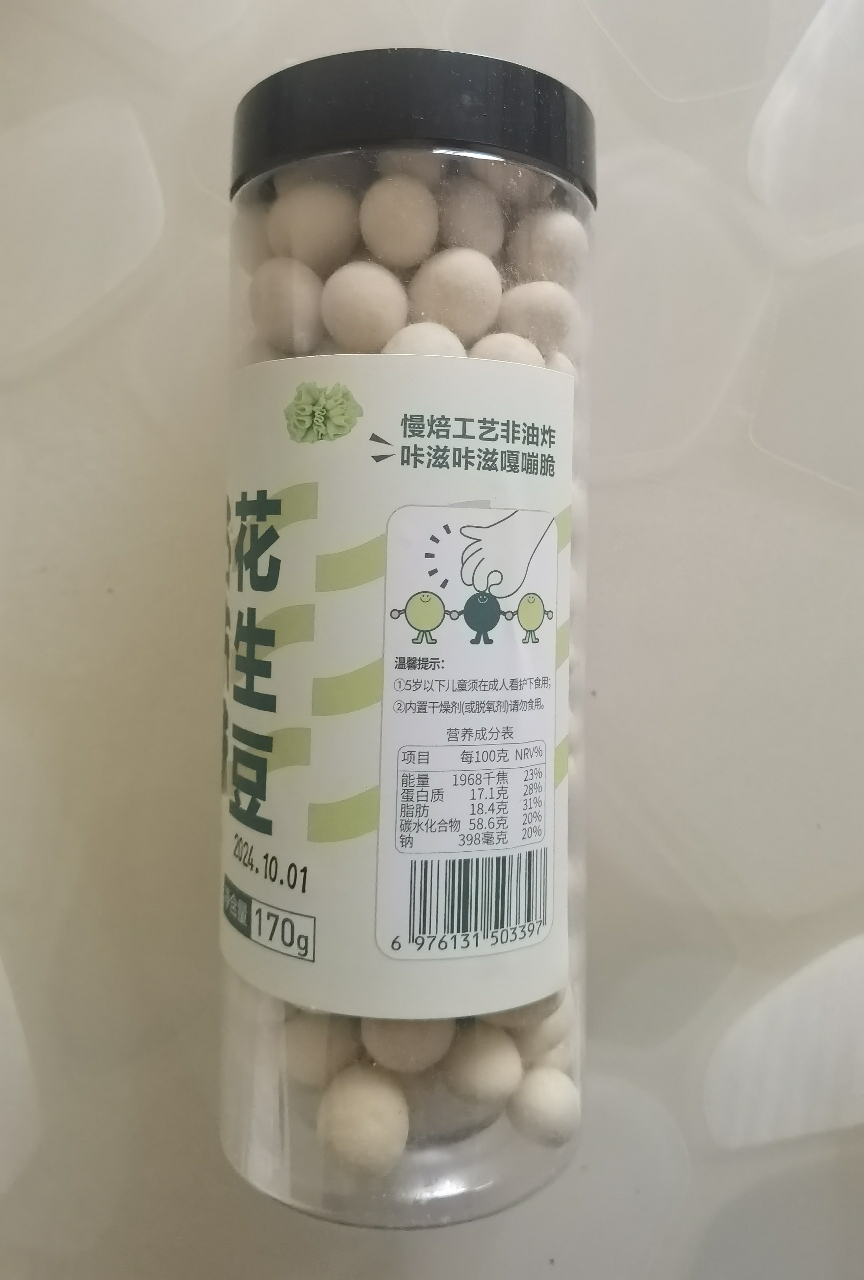 慢焙工艺非油炸
咔滋咔滋嘎嘣脆
花
生
豆
2024.10.01
净含量 170g
温馨提示:
①5岁以下儿童须在成人看护下食用;
②内置干燥剂(或脱氧剂)请勿食用。
营养成分表
项目 每100克 NRV%
能量 1968千焦 23%
蛋白质 17.1克 28%
脂肪 18.4克 31%
碳水化合物 58.6克 20%
钠 398毫克 20%
6 976131 503397